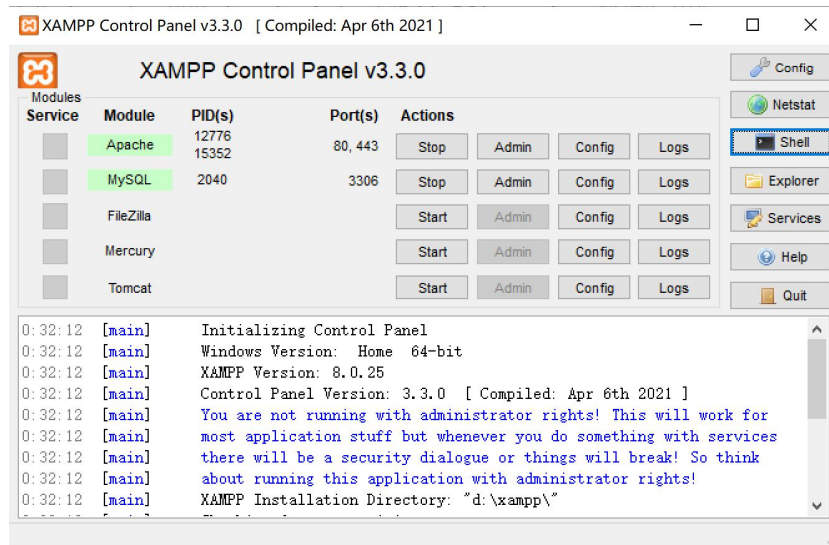 XAMPP Control Panel v3.3.0 [ Compiled: Apr 6th 2021 ]
XAMPP Control Panel v3.3.0
Config
Modules
Service Module PID(s) Port(s) Actions
Netstat
Apache 12776 15352 80, 443 Stop Admin Config Logs
Shell
MySQL 2040 3306 Stop Admin Config Logs
Explorer
FileZilla Start Admin Config Logs
Services
Mercury Start Admin Config Logs
Help
Tomcat Start Admin Config Logs
Quit
0:32:12 [main] Initializing Control Panel
0:32:12 [main] Windows Version: Home 64-bit
0:32:12 [main] XAMPP Version: 8.0.25
0:32:12 [main] Control Panel Version: 3.3.0 [ Compiled: Apr 6th 2021 ]
0:32:12 [main] You are not running with administrator rights! This will work for
0:32:12 [main] most application stuff but whenever you do something with services
0:32:12 [main] there will be a security dialogue or things will break! So think
0:32:12 [main] about running this application with administrator rights!
0:32:12 [main] XAMPP Installation Directory: "d:\xampp\"